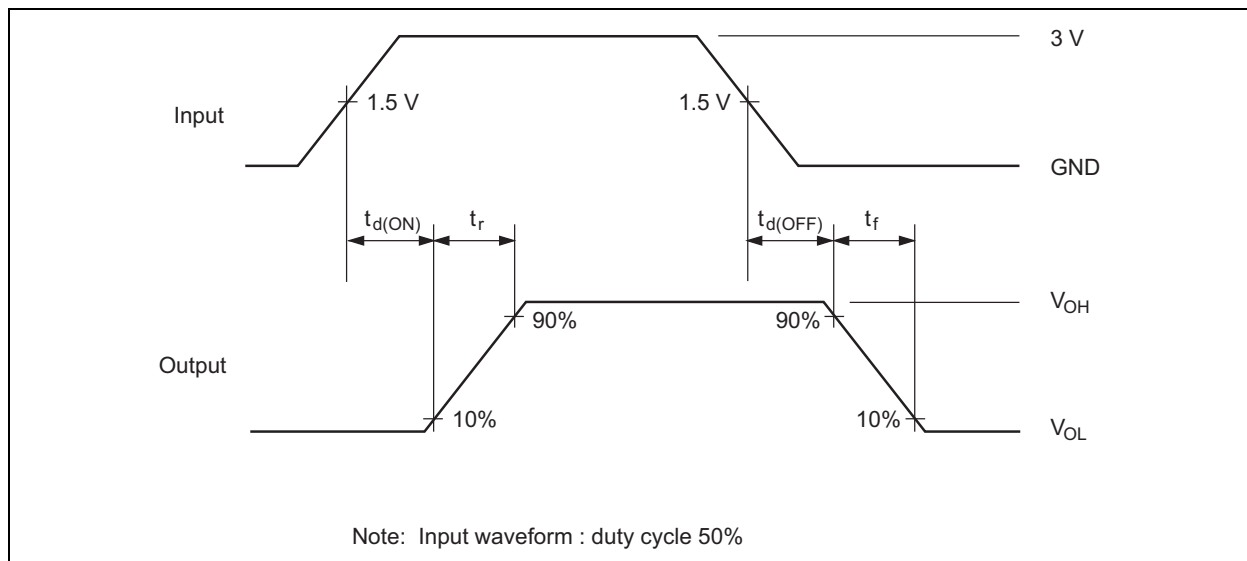 3 V
1.5 V
1.5 V
Input
GND
td(ON)
tr
td(OFF)
tf
VOH
90%
90%
Output
10%
10%
VOL
Note: Input waveform : duty cycle 50%